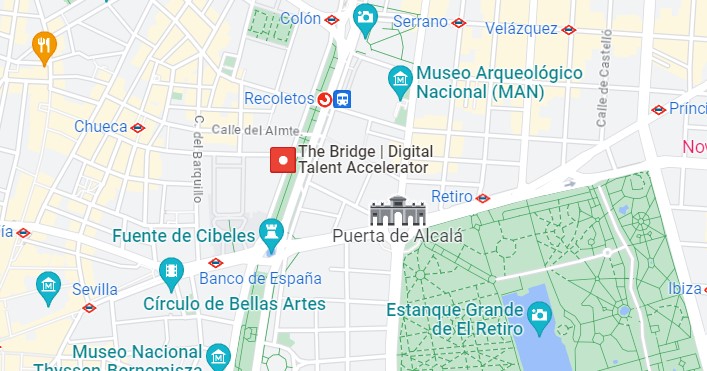 Colón
Serrano
Velázquez
Calle de Castelló
Museo Arqueológico
Nacional (MAN)
Recoletos
Prínci
Chueca
Calle del Almte
C. del Barquillo
The Bridge | Digital
Talent Accelerator
Nov
Retiro
Puerta de Alcalá
ía
Fuente de Cibeles
Banco de España
Sevilla
Círculo de Bellas Artes
Ibiza
Estanque Grande
de El Retiro
Museo Nacional
Thyssen-Bornemisza